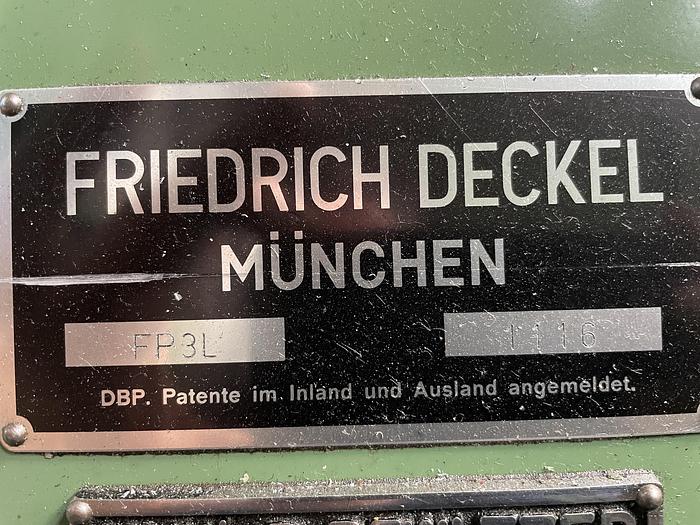 FRIEDRICH DECKEL
MÜNCHEN
FP3L 1116
DBP. Patente im Inland und Ausland angemeldet.